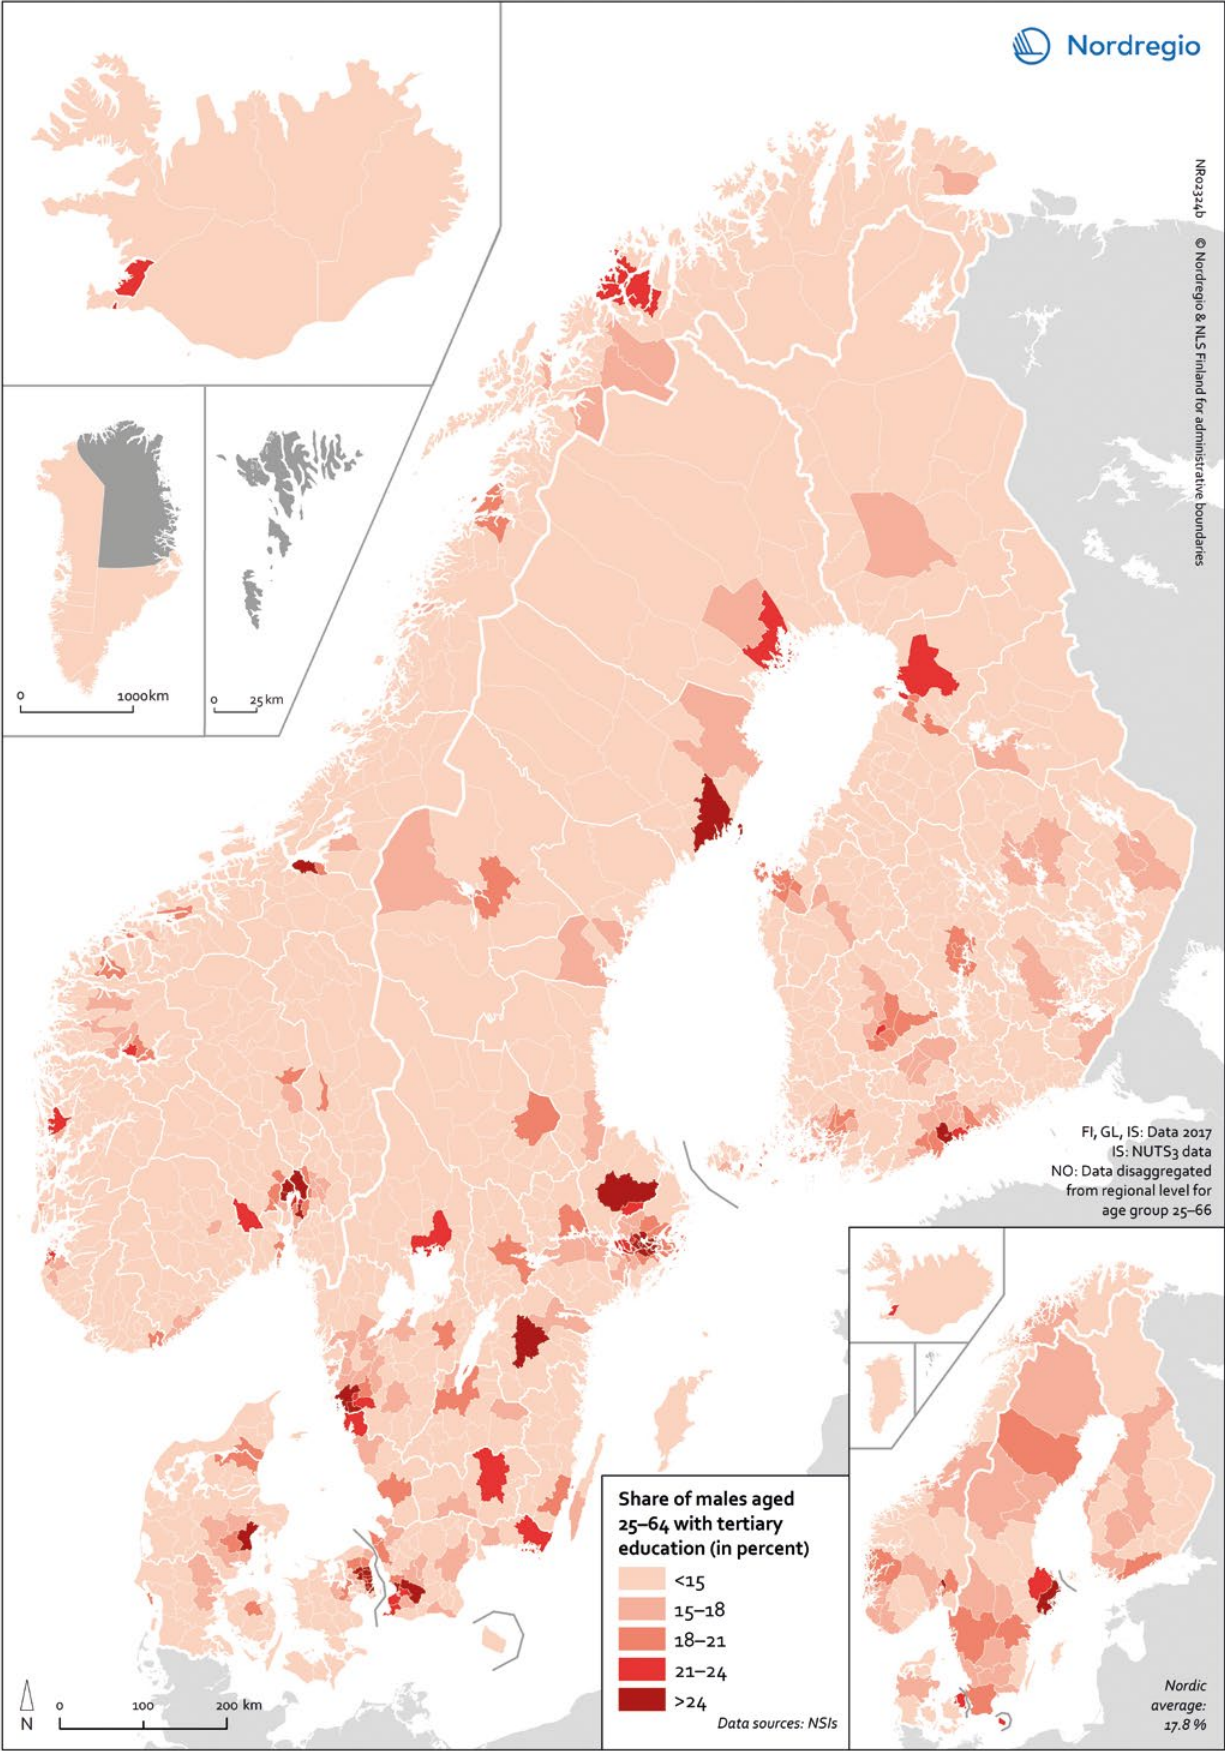 Nordregio
NR02324b © Nordregio & NLS Finland for administrative boundaries
0 1000km
0 25 km
FI, GL, IS: Data 2017
IS: NUTS3 data
NO: Data disaggregated
from regional level for
age group 25–66
Share of males aged
25–64 with tertiary
education (in percent)
<15
15–18
18–21
21–24
>24
Data sources: NSIs
Nordic
average:
17.8 %
N
0 100 200 km